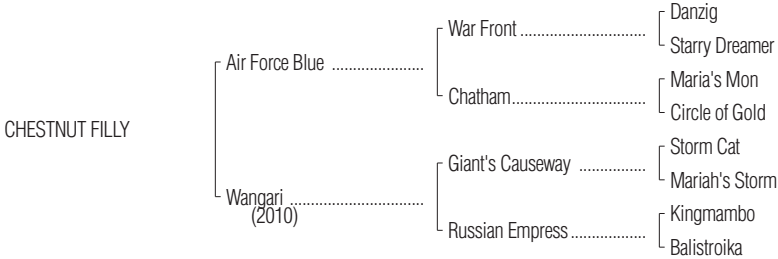 Danzig
War Front ..............................
Starry Dreamer
Air Force Blue ......................
Maria's Mon
Chatham................................
Circle of Gold
CHESTNUT FILLY
Storm Cat
Giant's Causeway ................
Mariah's Storm
Wangari ................................
(2010)
Kingmambo
Russian Empress..................
Balistroika